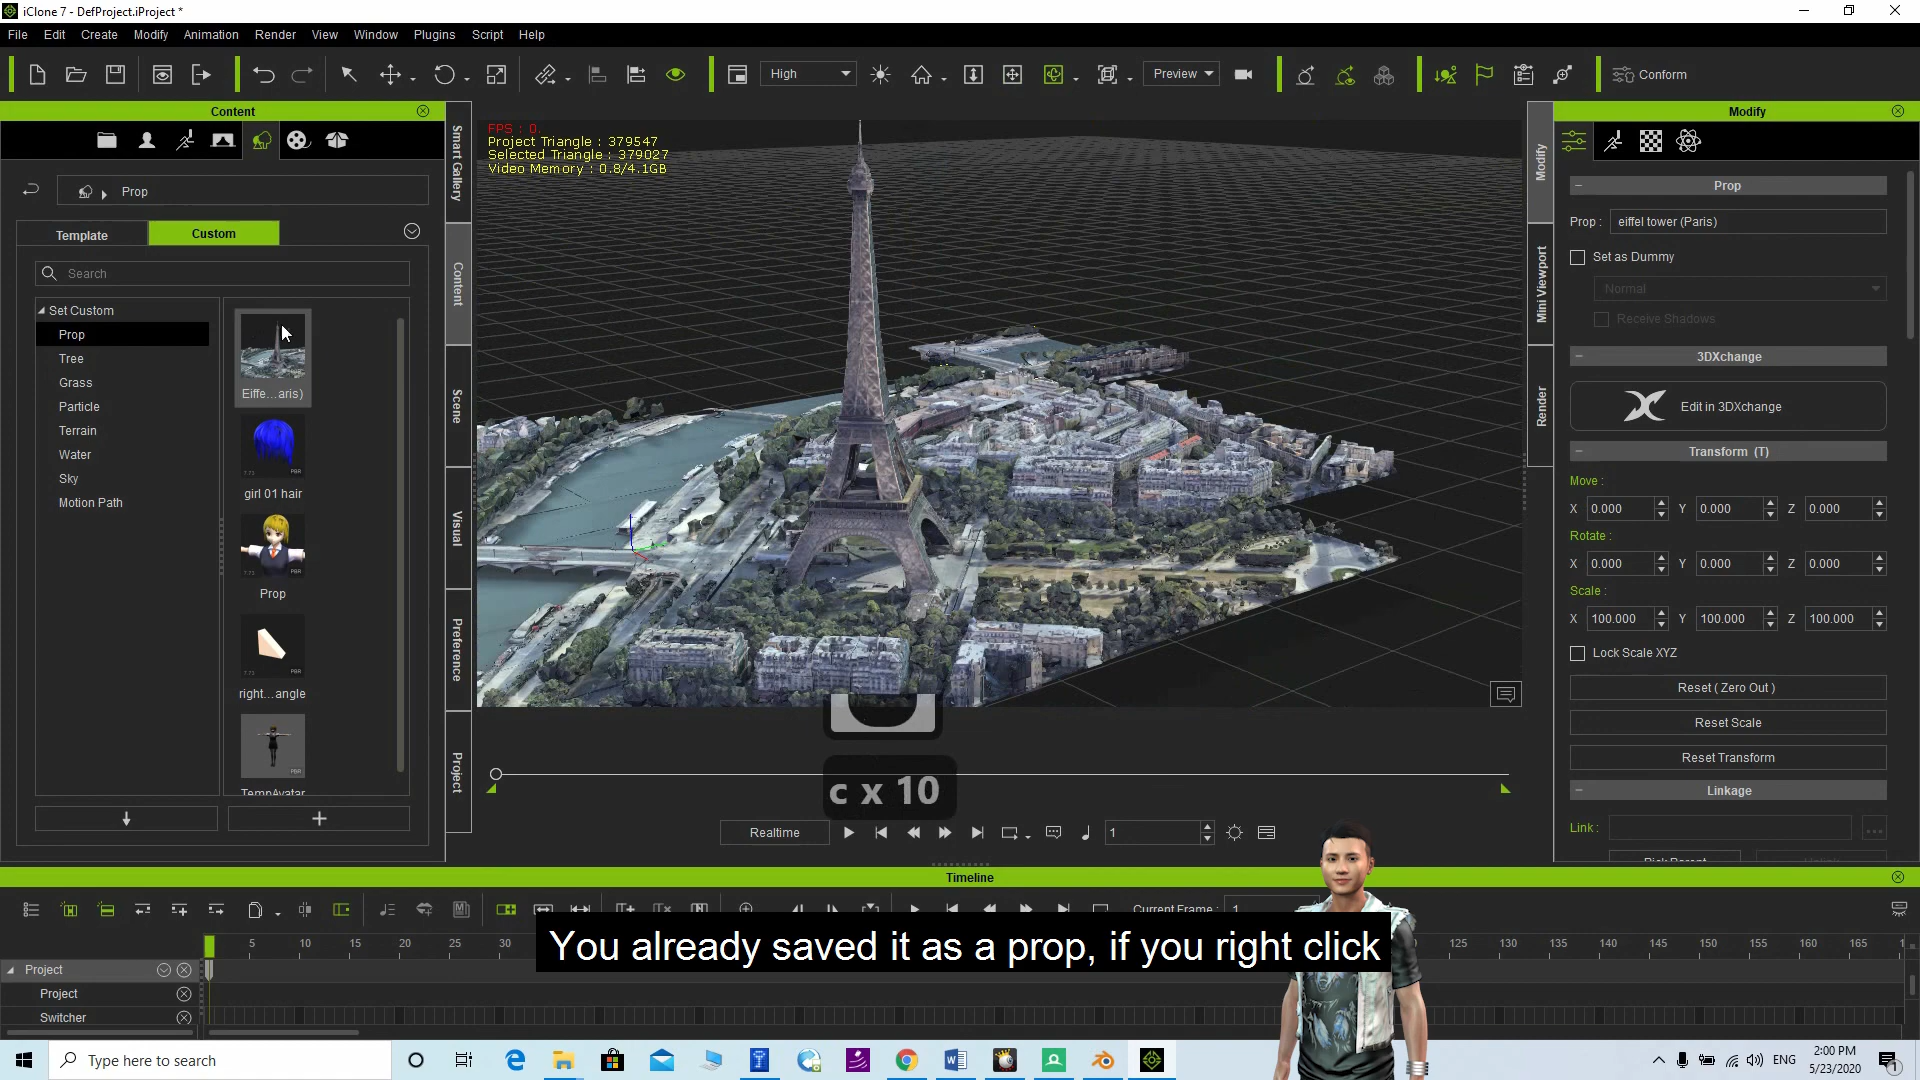 iClone 7 - DefProject.iProject *
File Edit Create Modify Animation Render View Window Plugins Script Help
High
Preview
Conform
Content
Modify
Prop
Template
Custom
Search
Set Custom
Prop
Tree
Grass
Particle
Terrain
Water
Sky
Motion Path
Eiffe...aris)
girl 01 hair
Prop
right...angle
TempAvatar
Smart Gallery
Content
Scene
Visual
Preference
Project
FPS : 0.
Project Triangle : 379547
Selected Triangle : 379027
Video Memory : 0.8/4.1GB
c x 10
Realtime
1
Modify
Mini Viewport
Render
Prop
Prop : eiffel tower (Paris)
Set as Dummy
Normal
Receive Shadows
3DXchange
Edit in 3DXchange
Transform (T)
Move :
X 0.000 Y 0.000 Z 0.000
Rotate :
X 0.000 Y 0.000 Z 0.000
Scale :
X 100.000 Y 100.000 Z 100.000
Lock Scale XYZ
Reset ( Zero Out )
Reset Scale
Reset Transform
Linkage
Link :
Pick Parent
Timeline
Current Frame : 1
5 10 15 20 25 30 125 130 135 140 145 150 155 160 165
Project
Project
Switcher
You already saved it as a prop, if you right click
Type here to search
ENG
2:00 PM
5/23/2020
1